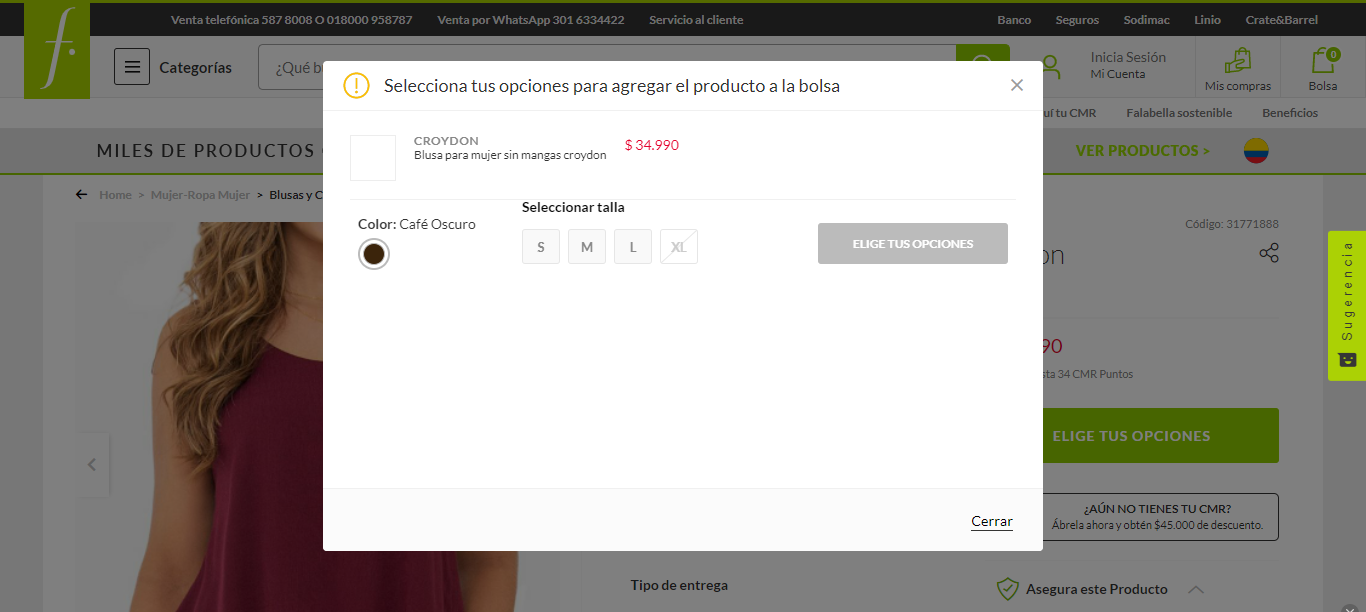 Venta telefónica 587 8008 O 018000 958787 Venta por WhatsApp 301 6334422 Servicio al cliente Banco Seguros Sodimac Linio Crate&Barrel
f.
Categorías ¿Qué Inicia Sesión
Mi Cuenta Mis compras 0 Bolsa
Selecciona tus opciones para agregar el producto a la bolsa
tu CMR Falabella sostenible Beneficios
MILES DE PRODUCTOS VER PRODUCTOS >
CROYDON
Blusa para mujer sin mangas croydon $ 34.990
Home > Mujer-Ropa Mujer > Blusas y
Seleccionar talla
Color: Café Oscuro
S M L XL ELIGE TUS OPCIONES
Código: 31771888
on
Sugerencia
90
34 CMR Puntos
ELIGE TUS OPCIONES
¿AÚN NO TIENES TU CMR?
Ábrela ahora y obtén $45.000 de descuento.
Cerrar
Tipo de entrega Asegura este Producto